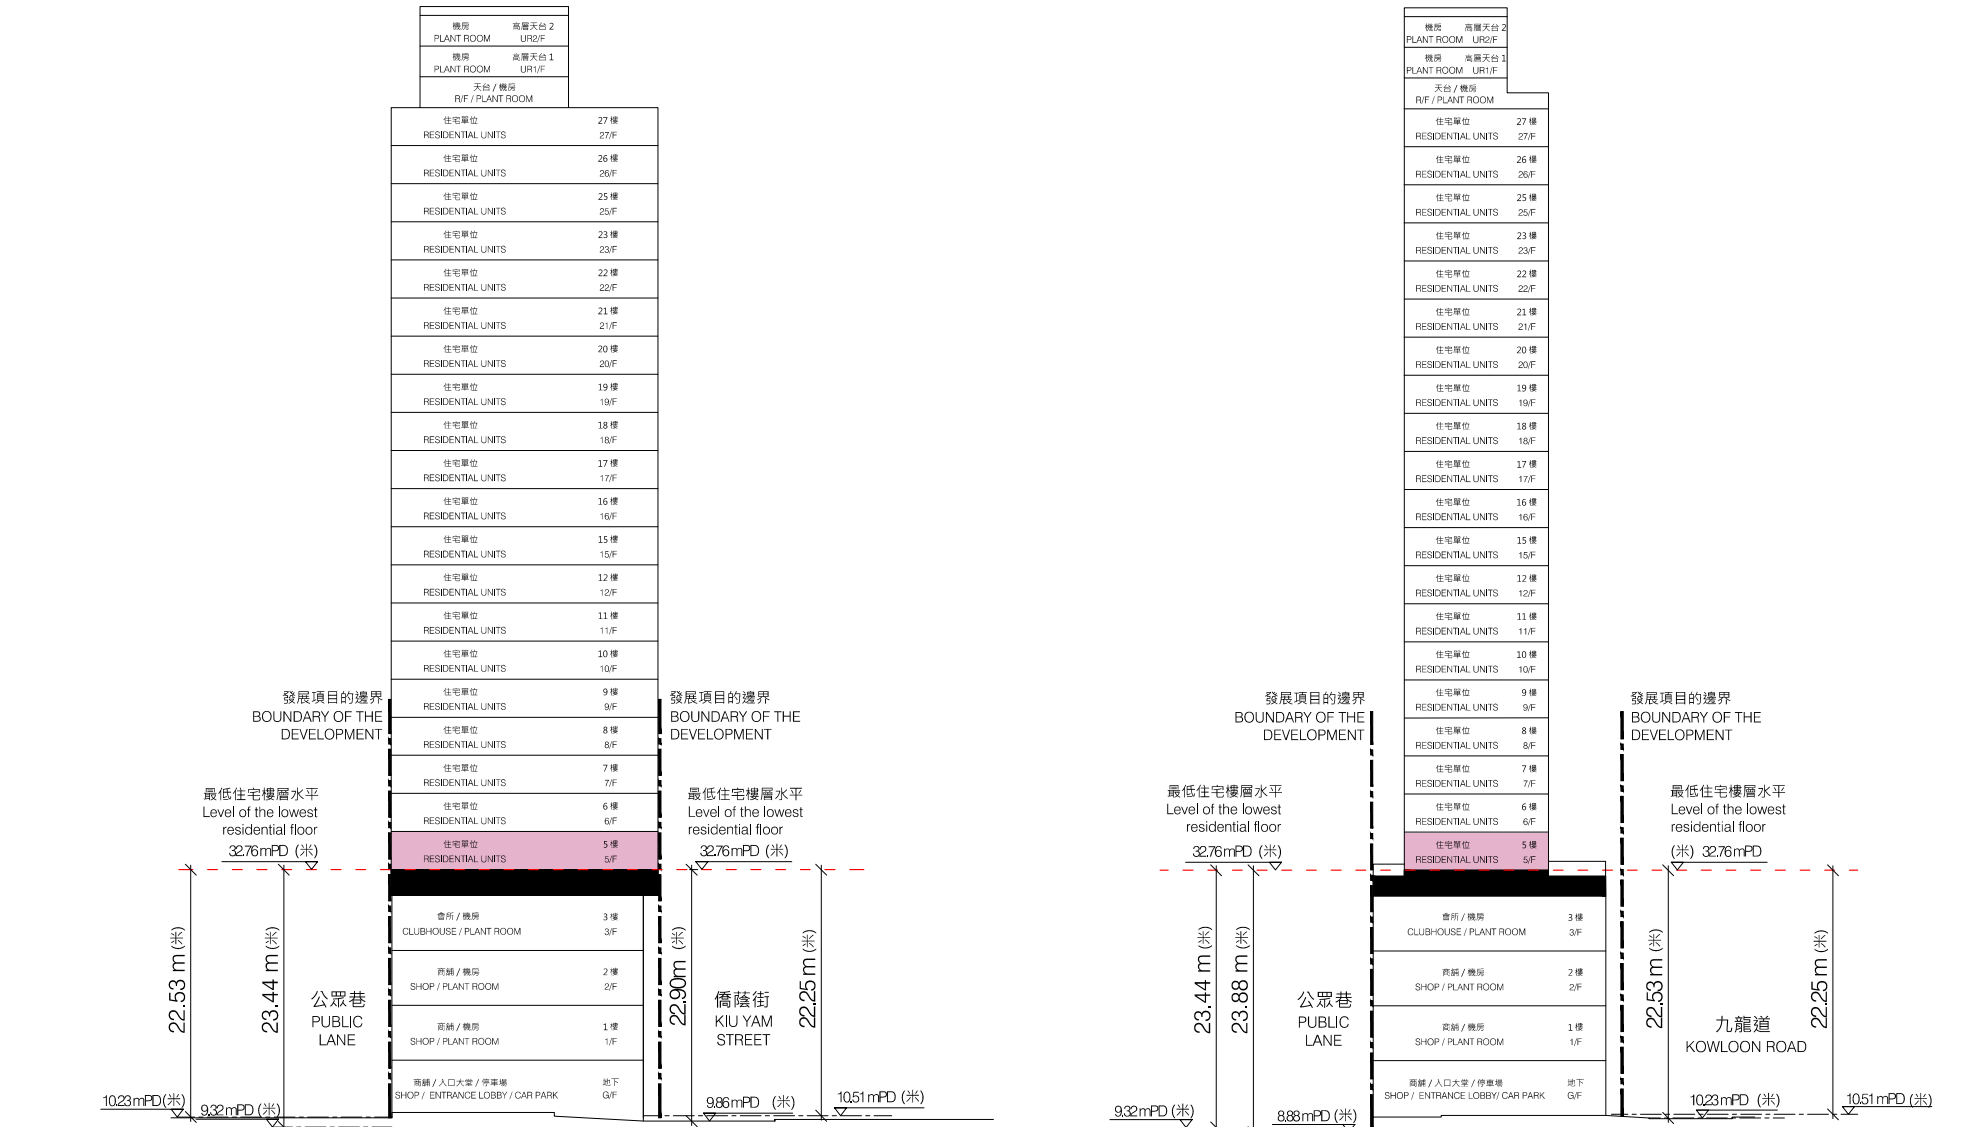 機房 高層天台 2
PLANT ROOM UR2/F
機房 高層天台 1
PLANT ROOM UR1/F
天台 / 機房
R/F / PLANT ROOM
住宅單位 27 樓
RESIDENTIAL UNITS 27/F
住宅單位 26 樓
RESIDENTIAL UNITS 26/F
住宅單位 25 樓
RESIDENTIAL UNITS 25/F
住宅單位 23 樓
RESIDENTIAL UNITS 23/F
住宅單位 22 樓
RESIDENTIAL UNITS 22/F
住宅單位 21 樓
RESIDENTIAL UNITS 21/F
住宅單位 20 樓
RESIDENTIAL UNITS 20/F
住宅單位 19 樓
RESIDENTIAL UNITS 19/F
住宅單位 18 樓
RESIDENTIAL UNITS 18/F
住宅單位 17 樓
RESIDENTIAL UNITS 17/F
住宅單位 16 樓
RESIDENTIAL UNITS 16/F
住宅單位 15 樓
RESIDENTIAL UNITS 15/F
住宅單位 12 樓
RESIDENTIAL UNITS 12/F
住宅單位 11 樓
RESIDENTIAL UNITS 11/F
住宅單位 10 樓
RESIDENTIAL UNITS 10/F
住宅單位 9 樓
RESIDENTIAL UNITS 9/F
住宅單位 8 樓
RESIDENTIAL UNITS 8/F
住宅單位 7 樓
RESIDENTIAL UNITS 7/F
住宅單位 6 樓
RESIDENTIAL UNITS 6/F
住宅單位 5 樓
RESIDENTIAL UNITS 5/F
會所 / 機房 3 樓
CLUBHOUSE / PLANT ROOM 3/F
商舖 / 機房 2 樓
SHOP / PLANT ROOM 2/F
商舖 / 機房 1 樓
SHOP / PLANT ROOM 1/F
商舖 / 入口大堂 / 停車場 地下
SHOP / ENTRANCE LOBBY / CAR PARK G/F
發展項目的邊界
BOUNDARY OF THE
DEVELOPMENT
最低住宅樓層水平
Level of the lowest
residential floor
32.76mPD (米)
22.53 m (米)
23.44 m (米)
公眾巷
PUBLIC
LANE
10.23mPD(米)
9.32mPD (米)
發展項目的邊界
BOUNDARY OF THE
DEVELOPMENT
最低住宅樓層水平
Level of the lowest
residential floor
32.76mPD (米)
22.90m (米)
僑蔭街
KIU YAM
STREET
22.25 m (米)
9.86mPD (米)
10.51mPD (米)
機房 高層天台 2
PLANT ROOM UR2/F
機房 高層天台 1
PLANT ROOM UR1/F
天台 / 機房
R/F / PLANT ROOM
住宅單位 27 樓
RESIDENTIAL UNITS 27/F
住宅單位 26 樓
RESIDENTIAL UNITS 26/F
住宅單位 25 樓
RESIDENTIAL UNITS 25/F
住宅單位 23 樓
RESIDENTIAL UNITS 23/F
住宅單位 22 樓
RESIDENTIAL UNITS 22/F
住宅單位 21 樓
RESIDENTIAL UNITS 21/F
住宅單位 20 樓
RESIDENTIAL UNITS 20/F
住宅單位 19 樓
RESIDENTIAL UNITS 19/F
住宅單位 18 樓
RESIDENTIAL UNITS 18/F
住宅單位 17 樓
RESIDENTIAL UNITS 17/F
住宅單位 16 樓
RESIDENTIAL UNITS 16/F
住宅單位 15 樓
RESIDENTIAL UNITS 15/F
住宅單位 12 樓
RESIDENTIAL UNITS 12/F
住宅單位 11 樓
RESIDENTIAL UNITS 11/F
住宅單位 10 樓
RESIDENTIAL UNITS 10/F
住宅單位 9 樓
RESIDENTIAL UNITS 9/F
住宅單位 8 樓
RESIDENTIAL UNITS 8/F
住宅單位 7 樓
RESIDENTIAL UNITS 7/F
住宅單位 6 樓
RESIDENTIAL UNITS 6/F
住宅單位 5 樓
RESIDENTIAL UNITS 5/F
會所 / 機房 3 樓
CLUBHOUSE / PLANT ROOM 3/F
商舖 / 機房 2 樓
SHOP / PLANT ROOM 2/F
商舖 / 機房 1 樓
SHOP / PLANT ROOM 1/F
商舖 / 入口大堂 / 停車場 地下
SHOP / ENTRANCE LOBBY/ CAR PARK G/F
發展項目的邊界
BOUNDARY OF THE
DEVELOPMENT
最低住宅樓層水平
Level of the lowest
residential floor
32.76mPD (米)
23.44 m (米)
23.88 m (米)
公眾巷
PUBLIC
LANE
9.32mPD (米)
8.88mPD (米)
發展項目的邊界
BOUNDARY OF THE
DEVELOPMENT
最低住宅樓層水平
Level of the lowest
residential floor
(米) 32.76mPD
22.53 m (米)
九龍道
KOWLOON ROAD
22.25 m (米)
10.23mPD (米)
10.51mPD (米)